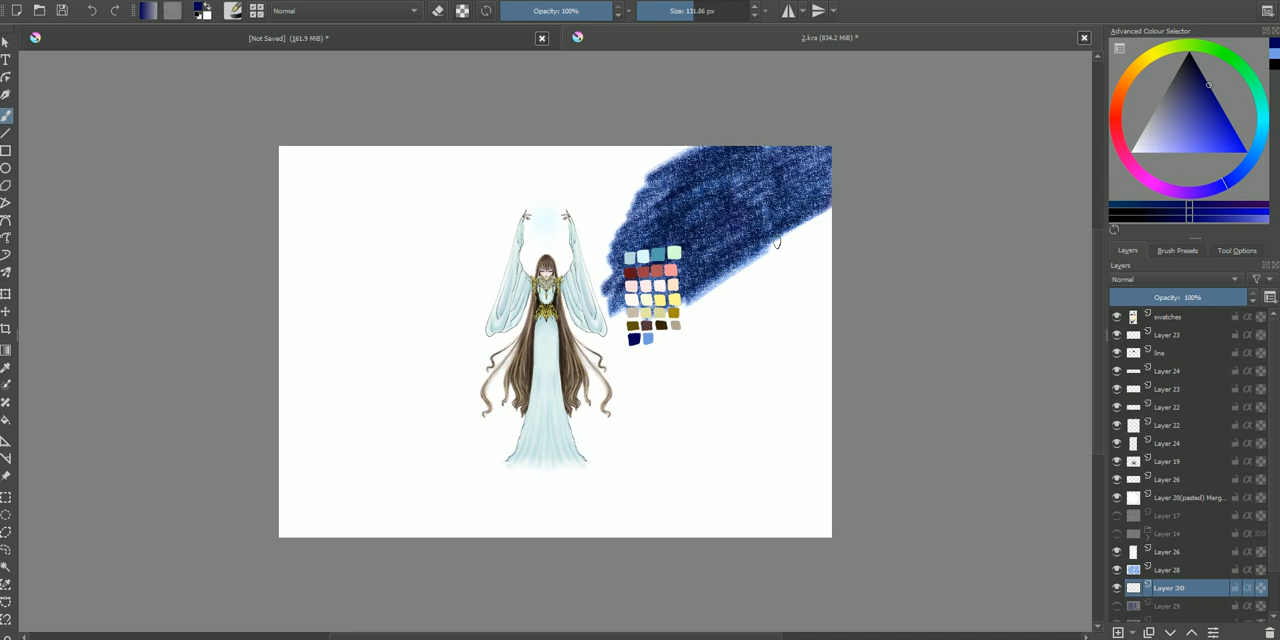 Normal
Opacity: 100%
Size: 131.86 px
[Not Saved] (161.9 MiB) *
2.kra (834.2 MiB) *
Advanced Colour Selector
Layers
Brush Presets
Tool Options
Layers
Normal
Opacity: 100%
swatches
Layer 23
line
Layer 24
Layer 23
Layer 22
Layer 22
Layer 24
Layer 19
Layer 26
Layer 20(pasted) Merg...
Layer 17
Layer 14
Layer 26
Layer 28
Layer 30
Layer 29